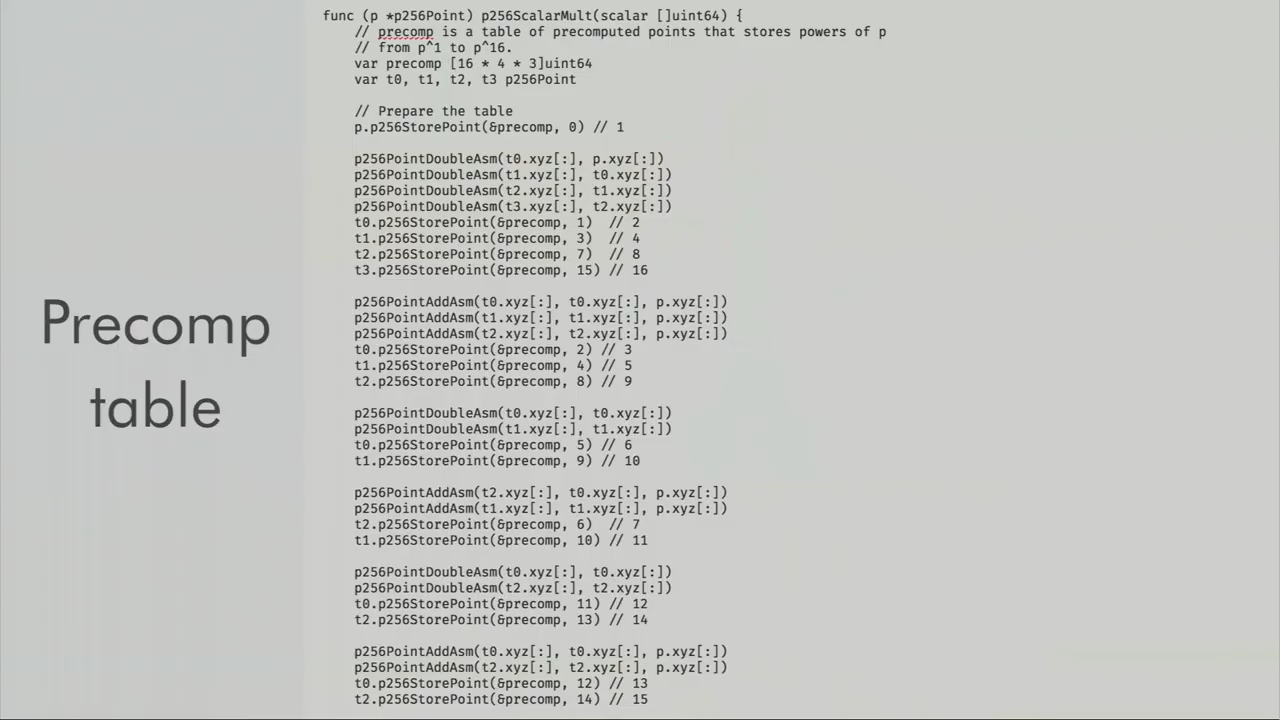 Precomp
table
func (p *p256Point) p256ScalarMult(scalar []uint64) {
// precomp is a table of precomputed points that stores powers of p
// from p^1 to p^16.
var precomp [16 * 4 * 3]uint64
var t0, t1, t2, t3 p256Point
// Prepare the table
p.p256StorePoint(&precomp, 0) // 1
p256PointDoubleAsm(t0.xyz[:], p.xyz[:])
p256PointDoubleAsm(t1.xyz[:], t0.xyz[:])
p256PointDoubleAsm(t2.xyz[:], t1.xyz[:])
p256PointDoubleAsm(t3.xyz[:], t2.xyz[:])
t0.p256StorePoint(&precomp, 1)  // 2
t1.p256StorePoint(&precomp, 3)  // 4
t2.p256StorePoint(&precomp, 7)  // 8
t3.p256StorePoint(&precomp, 15) // 16
p256PointAddAsm(t0.xyz[:], t0.xyz[:], p.xyz[:])
p256PointAddAsm(t1.xyz[:], t1.xyz[:], p.xyz[:])
p256PointAddAsm(t2.xyz[:], t2.xyz[:], p.xyz[:])
t0.p256StorePoint(&precomp, 2) // 3
t1.p256StorePoint(&precomp, 4) // 5
t2.p256StorePoint(&precomp, 8) // 9
p256PointDoubleAsm(t0.xyz[:], t0.xyz[:])
p256PointDoubleAsm(t1.xyz[:], t1.xyz[:])
t0.p256StorePoint(&precomp, 5) // 6
t1.p256StorePoint(&precomp, 9) // 10
p256PointAddAsm(t2.xyz[:], t0.xyz[:], p.xyz[:])
p256PointAddAsm(t1.xyz[:], t1.xyz[:], p.xyz[:])
t2.p256StorePoint(&precomp, 6)  // 7
t1.p256StorePoint(&precomp, 10) // 11
p256PointDoubleAsm(t0.xyz[:], t0.xyz[:])
p256PointDoubleAsm(t2.xyz[:], t2.xyz[:])
t0.p256StorePoint(&precomp, 11) // 12
t2.p256StorePoint(&precomp, 13) // 14
p256PointAddAsm(t0.xyz[:], t0.xyz[:], p.xyz[:])
p256PointAddAsm(t2.xyz[:], t2.xyz[:], p.xyz[:])
t0.p256StorePoint(&precomp, 12) // 13
t2.p256StorePoint(&precomp, 14) // 15